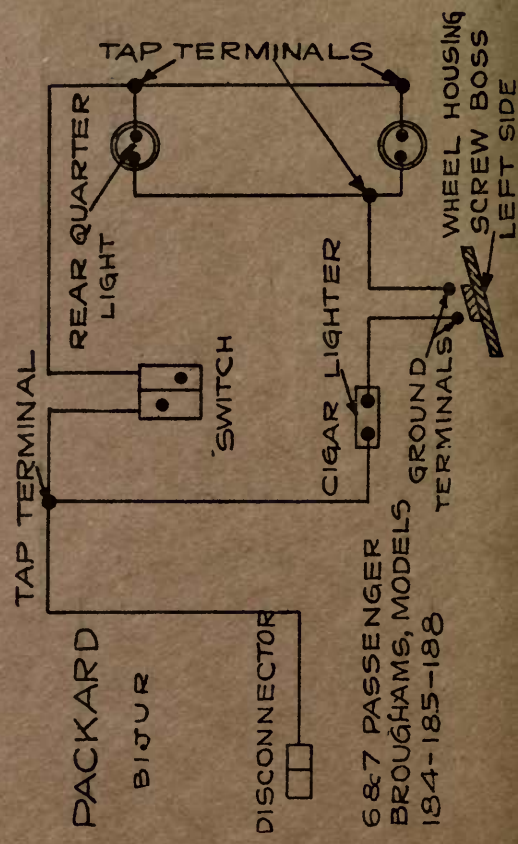 TAP TERMINALS
REAR QUARTER
LIGHT
WHEEL HOUSING
SCREW BOSS
LEFT SIDE
TAP TERMINAL
SWITCH
CIGAR LIGHTER
GROUND
TERMINALS
PACKARD
BIJUR
DISCONNECTOR
6 & 7 PASSENGER
BROUGHAMS, MODELS
184-185-188